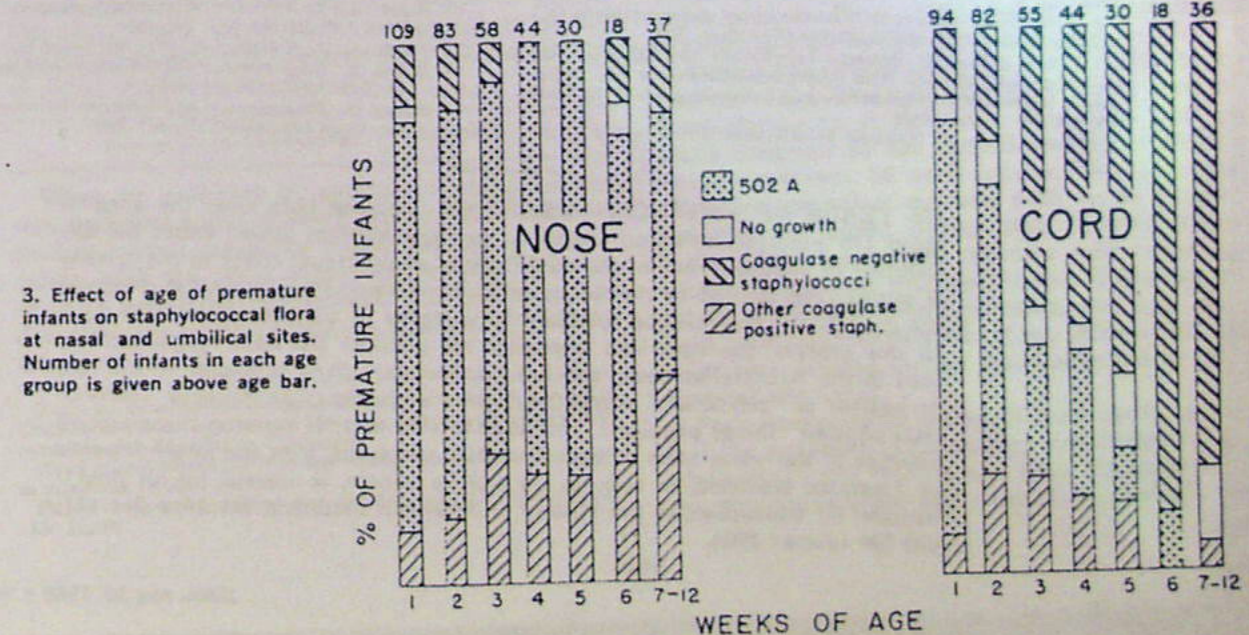 109 83 58 44 30 18 37
94 82 55 44 30 18 36
% OF PREMATURE INFANTS
NOSE
CORD
502 A
No growth
Coagulase negative
staphylococci
Other coagulase
positive staph.
3. Effect of age of premature
infants on staphylococcal flora
at nasal and umbilical sites.
Number of infants in each age
group is given above age bar.
1 2 3 4 5 6 7-12
1 2 3 4 5 6 7-12
WEEKS OF AGE